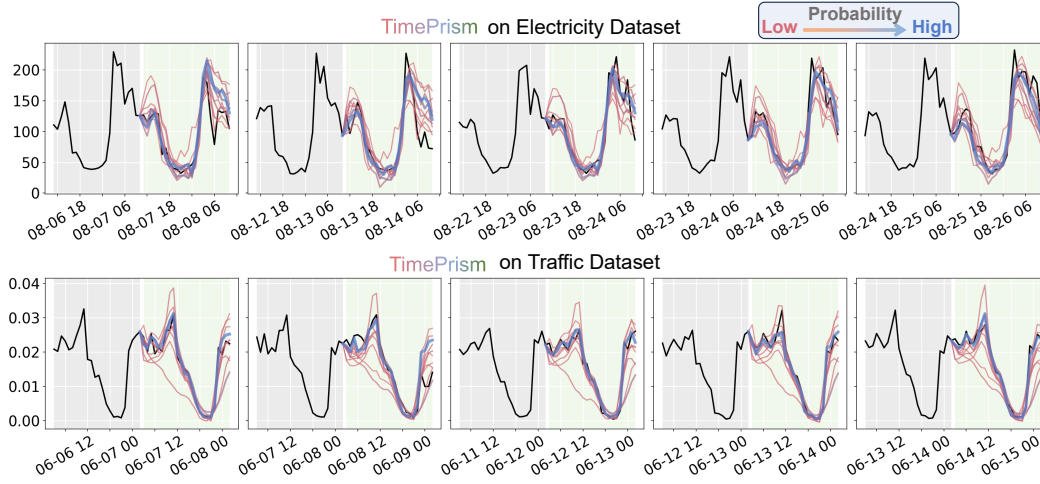 Probability
Low High
TimePrism on Electricity Dataset
200
150
100
50
0
08-06 18 08-07 06 08-07 18 08-08 06
08-12 18 08-13 06 08-13 18 08-14 06
08-22 18 08-23 06 08-23 18 08-24 06
08-23 18 08-24 06 08-24 18 08-25 06
08-24 18 08-25 06 08-25 18 08-26 06
TimePrism on Traffic Dataset
0.04
0.03
0.02
0.01
0.00
06-06 12 06-07 00 06-07 12 06-08 00
06-07 12 06-08 00 06-08 12 06-09 00
06-11 12 06-12 00 06-12 12 06-13 00
06-12 12 06-13 00 06-13 12 06-14 00
06-13 12 06-14 00 06-14 12 06-15 00